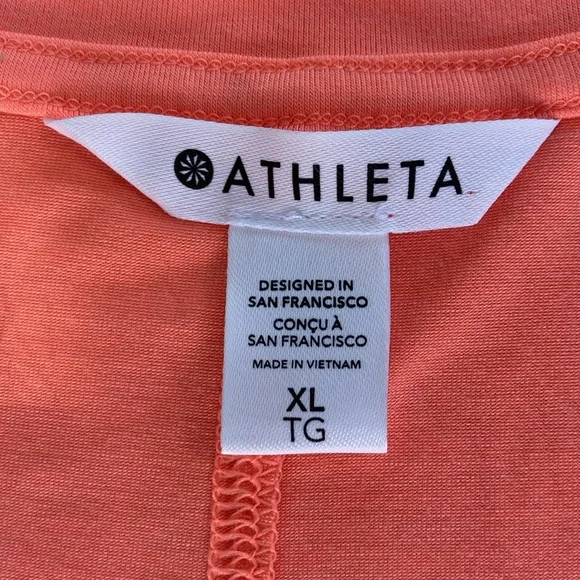 ATHLETA
DESIGNED IN
SAN FRANCISCO
CONÇU À
SAN FRANCISCO
MADE IN VIETNAM
XL
TG